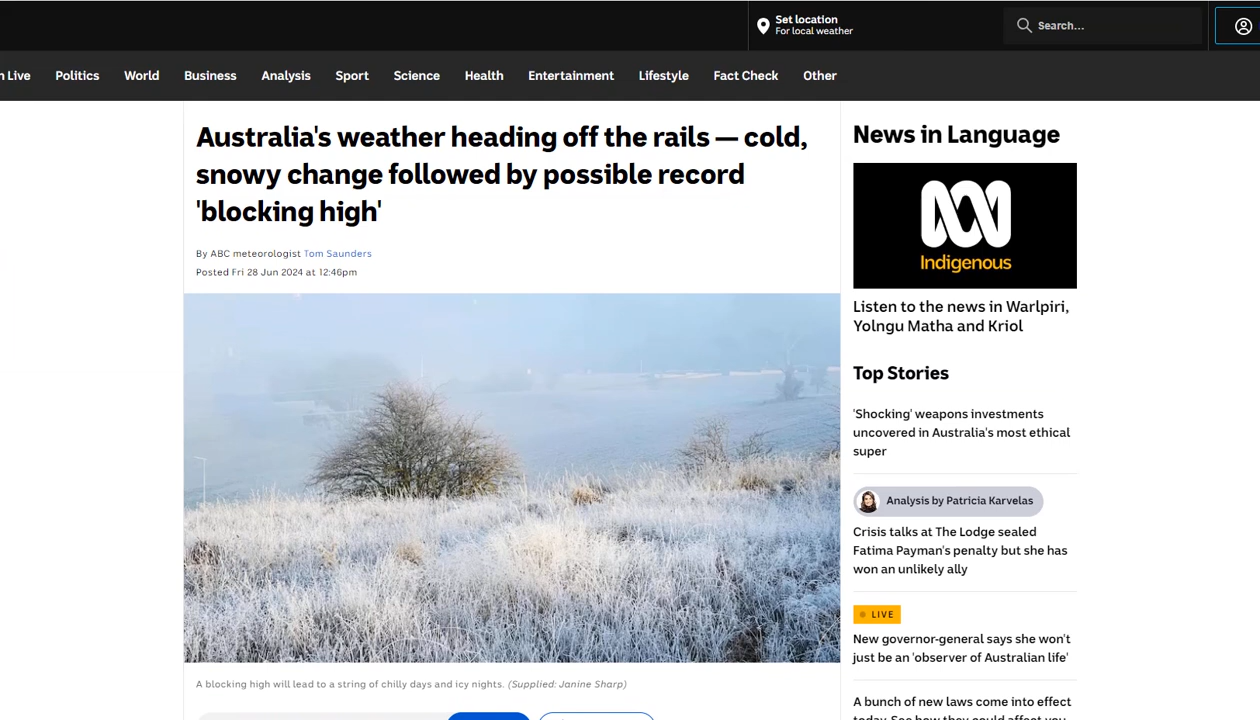 Set location
For local weather
Search...
n Live Politics World Business Analysis Sport Science Health Entertainment Lifestyle Fact Check Other
Australia's weather heading off the rails — cold,
snowy change followed by possible record
'blocking high'
By ABC meteorologist Tom Saunders
Posted Fri 28 Jun 2024 at 12:46pm
A blocking high will lead to a string of chilly days and icy nights. (Supplied: Janine Sharp)
News in Language
Indigenous
Listen to the news in Warlpiri,
Yolngu Matha and Kriol
Top Stories
'Shocking' weapons investments
uncovered in Australia's most ethical
super
Analysis by Patricia Karvelas
Crisis talks at The Lodge sealed
Fatima Payman's penalty but she has
won an unlikely ally
LIVE
New governor-general says she won't
just be an 'observer of Australian life'
A bunch of new laws come into effect
today. See how they could affect you